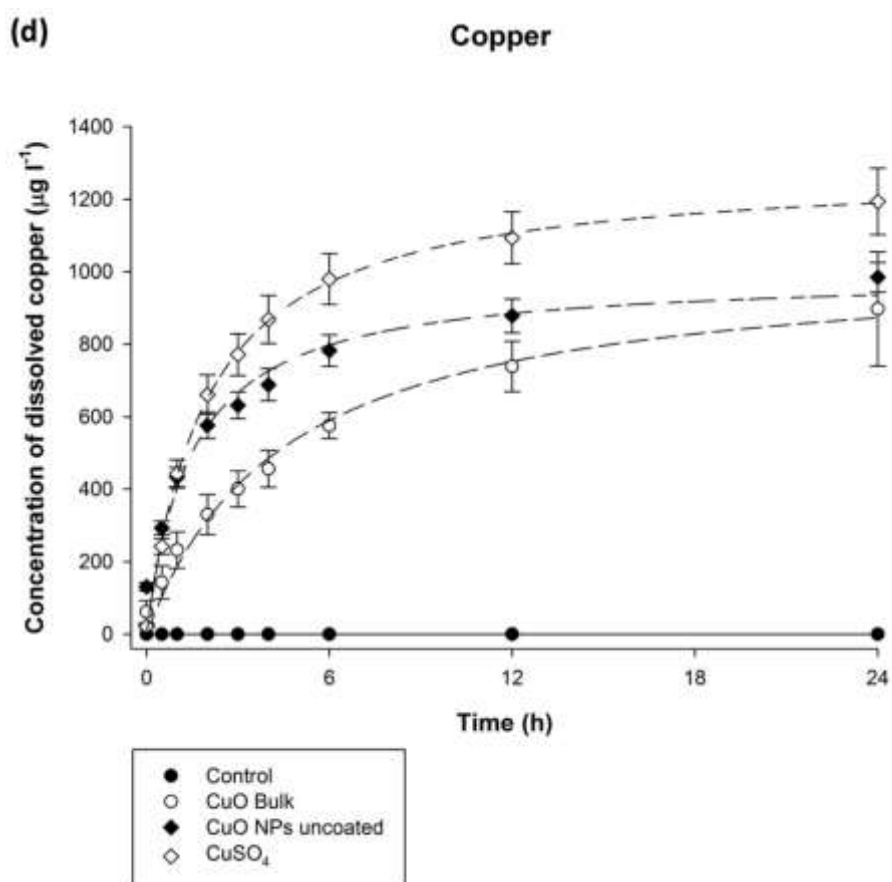 (d)
Copper
Concentration of dissolved copper (µg l⁻¹)
1400
1200
1000
800
600
400
200
0
0 6 12 18 24
Time (h)
Control
CuO Bulk
CuO NPs uncoated
CuSO₄